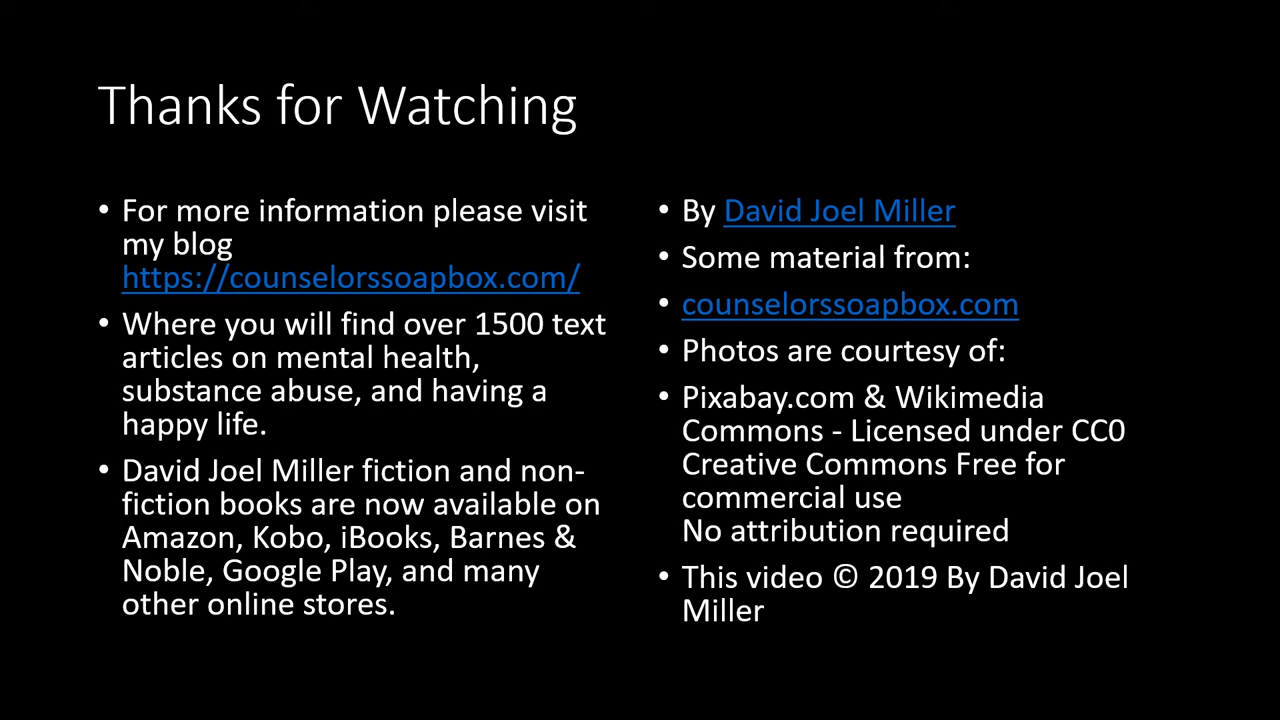 Thanks for Watching
• For more information please visit
my blog
https://counselorssoapbox.com/
• Where you will find over 1500 text
articles on mental health,
substance abuse, and having a
happy life.
• David Joel Miller fiction and non-
fiction books are now available on
Amazon, Kobo, iBooks, Barnes &
Noble, Google Play, and many
other online stores.
• By David Joel Miller
• Some material from:
• counselorssoapbox.com
• Photos are courtesy of:
• Pixabay.com & Wikimedia
Commons - Licensed under CC0
Creative Commons Free for
commercial use
No attribution required
• This video © 2019 By David Joel
Miller